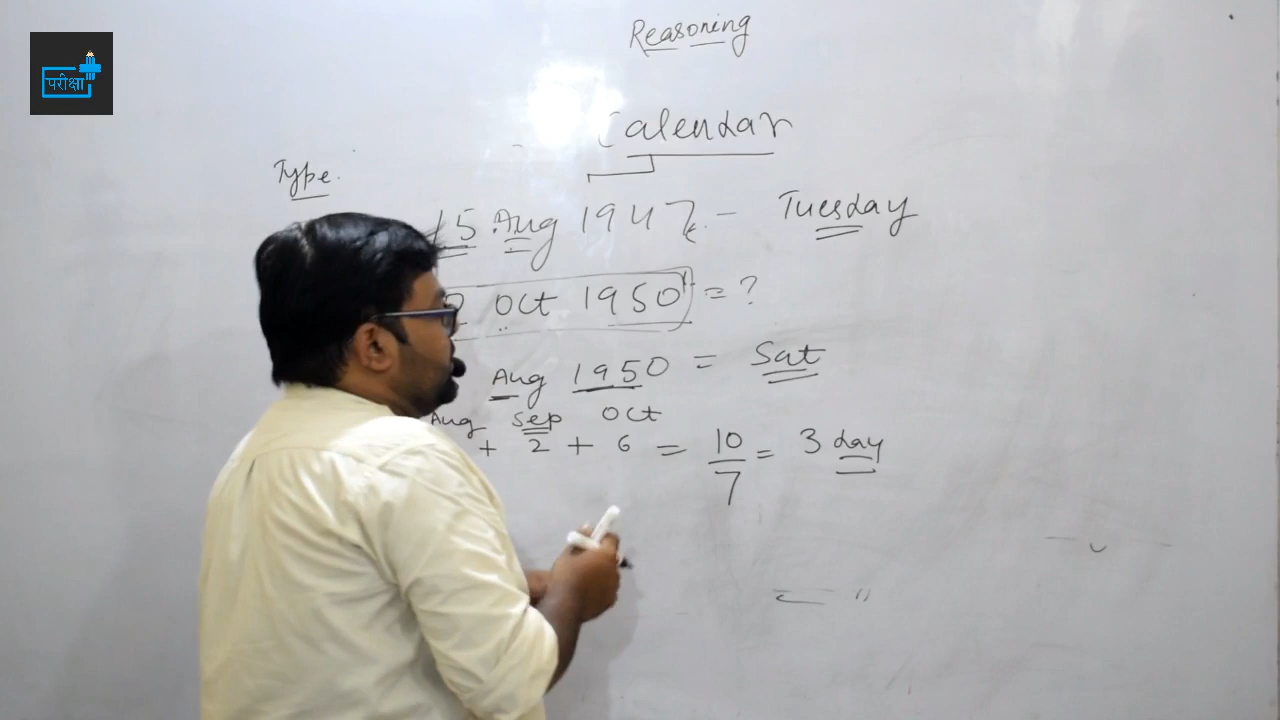 परीक्षा
Reasoning
Calendar
Type.
15 Aug 1947 - Tuesday
Oct 1950 = ?
Aug 1950 = Sat
Aug Sep Oct
+ 2 + 6 = 10/7 = 3 day